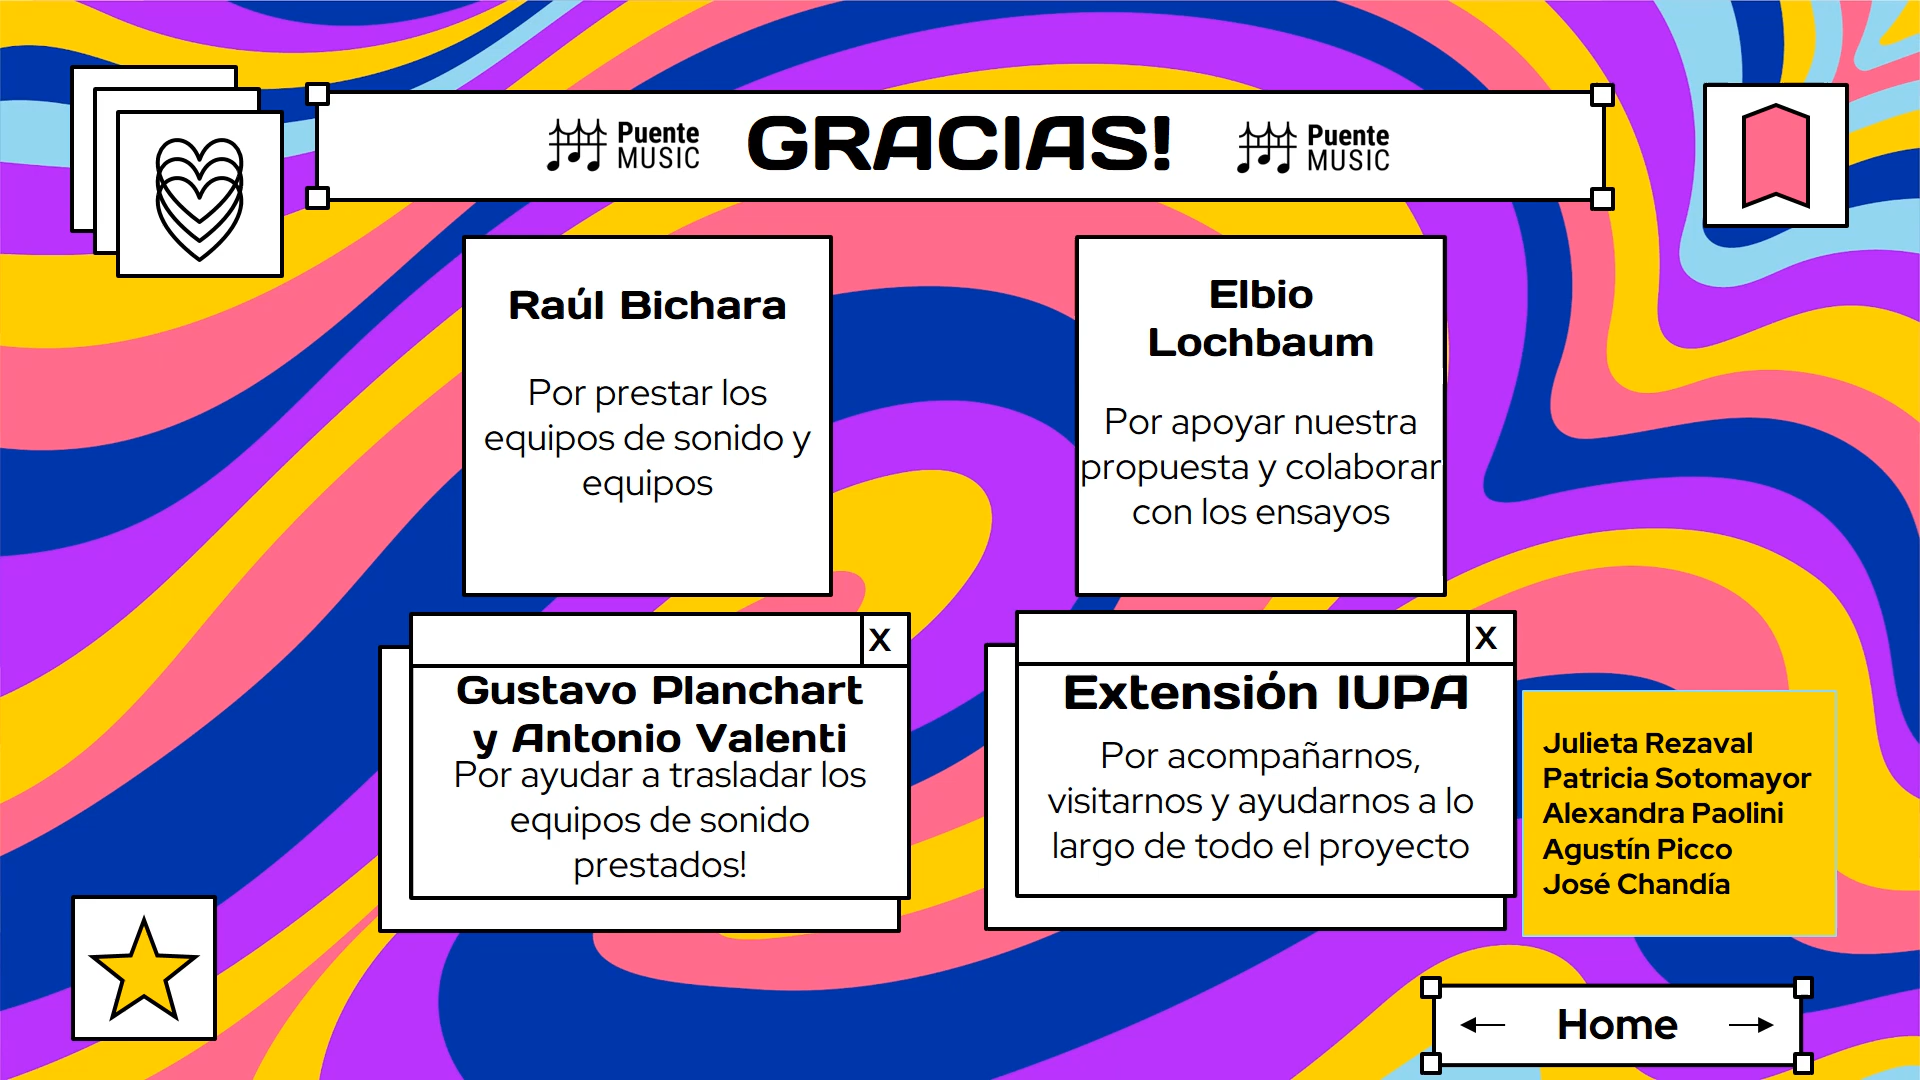 Puente
MUSIC
GRACIAS!
Puente
MUSIC
Raúl Bichara
Por prestar los
equipos de sonido y
equipos
Elbio
Lochbaum
Por apoyar nuestra
propuesta y colaborar
con los ensayos
X
Gustavo Planchart
y Antonio Valenti
Por ayudar a trasladar los
equipos de sonido
prestados!
X
Extensión IUPA
Por acompañarnos,
visitarnos y ayudarnos a lo
largo de todo el proyecto
Julieta Rezaval
Patricia Sotomayor
Alexandra Paolini
Agustín Picco
José Chandía
Home